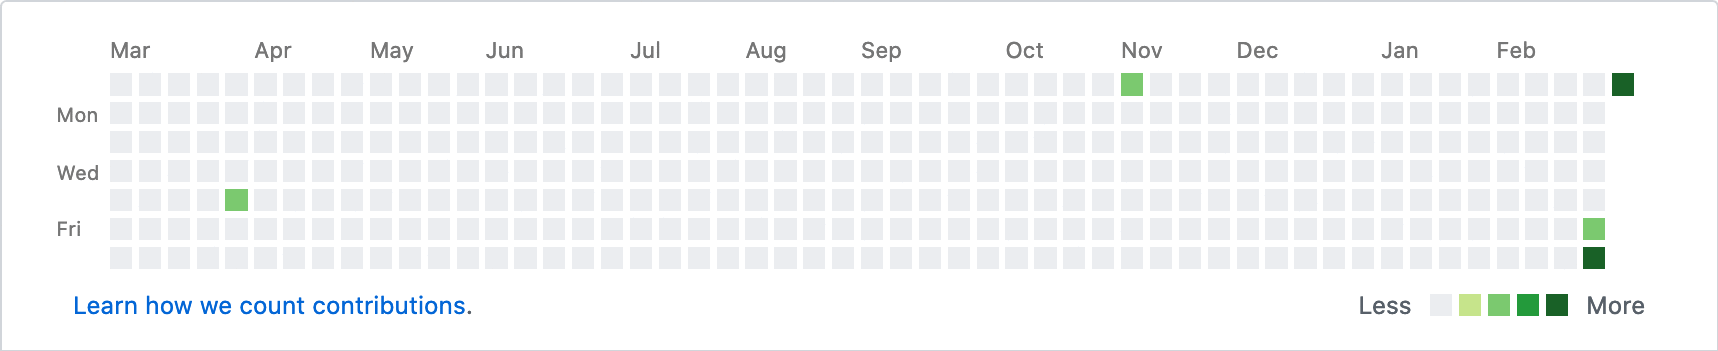 Mar Apr May Jun Jul Aug Sep Oct Nov Dec Jan Feb
Mon
Wed
Fri
Learn how we count contributions. Less More